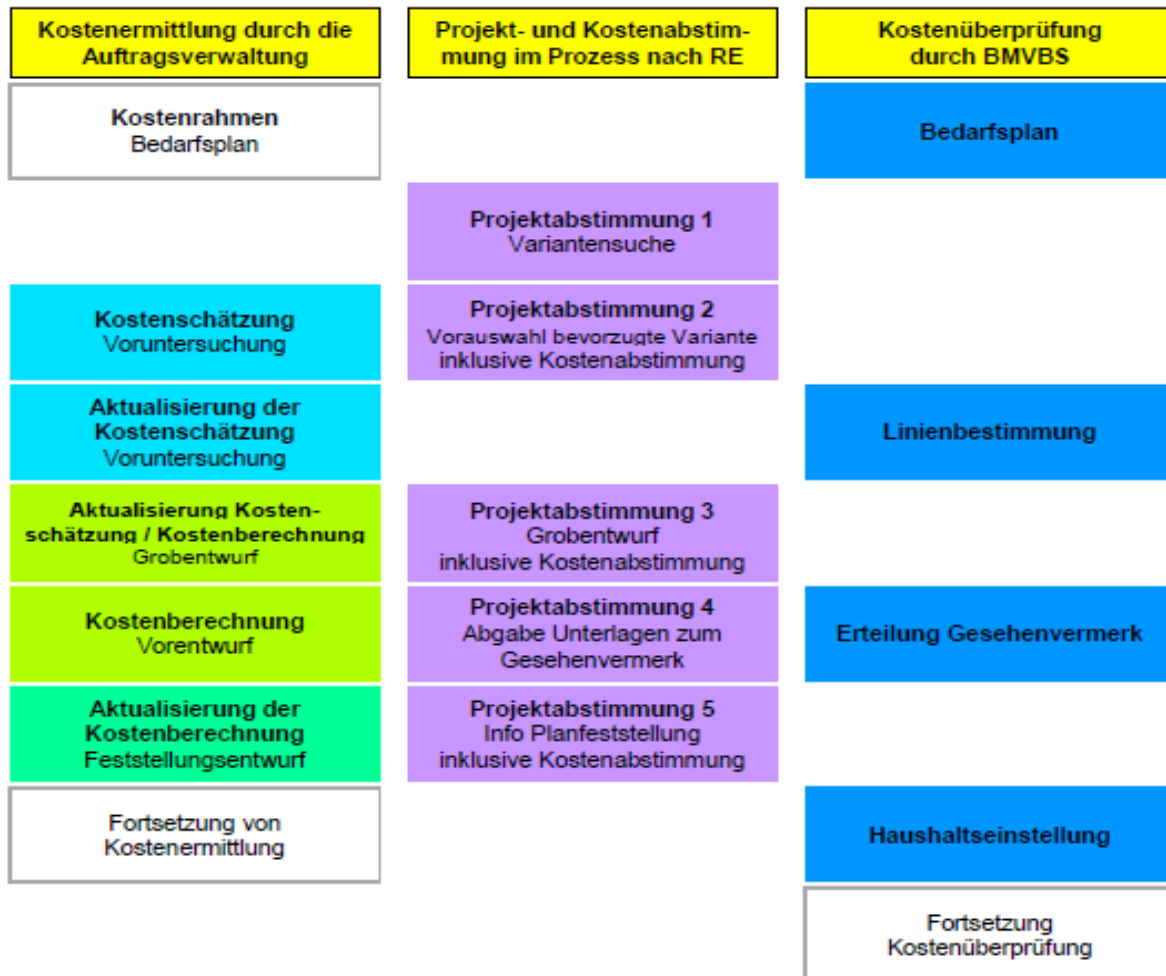 Kostenermittlung durch die
Auftragsverwaltung
Projekt- und Kostenabstim-
mung im Prozess nach RE
Kostenüberprüfung
durch BMVBS
Kostenrahmen
Bedarfsplan
Bedarfsplan
Projektabstimmung 1
Variantensuche
Kostenschätzung
Voruntersuchung
Projektabstimmung 2
Vorauswahl bevorzugte Variante
inklusive Kostenabstimmung
Aktualisierung der
Kostenschätzung
Voruntersuchung
Linienbestimmung
Aktualisierung Kosten-
schätzung / Kostenberechnung
Grobentwurf
Projektabstimmung 3
Grobentwurf
inklusive Kostenabstimmung
Kostenberechnung
Vorentwurf
Projektabstimmung 4
Abgabe Unterlagen zum
Gesehenvermerk
Erteilung Gesehenvermerk
Aktualisierung der
Kostenberechnung
Feststellungsentwurf
Projektabstimmung 5
Info Planfeststellung
inklusive Kostenabstimmung
Fortsetzung von
Kostenermittlung
Haushaltseinstellung
Fortsetzung
Kostenüberprüfung